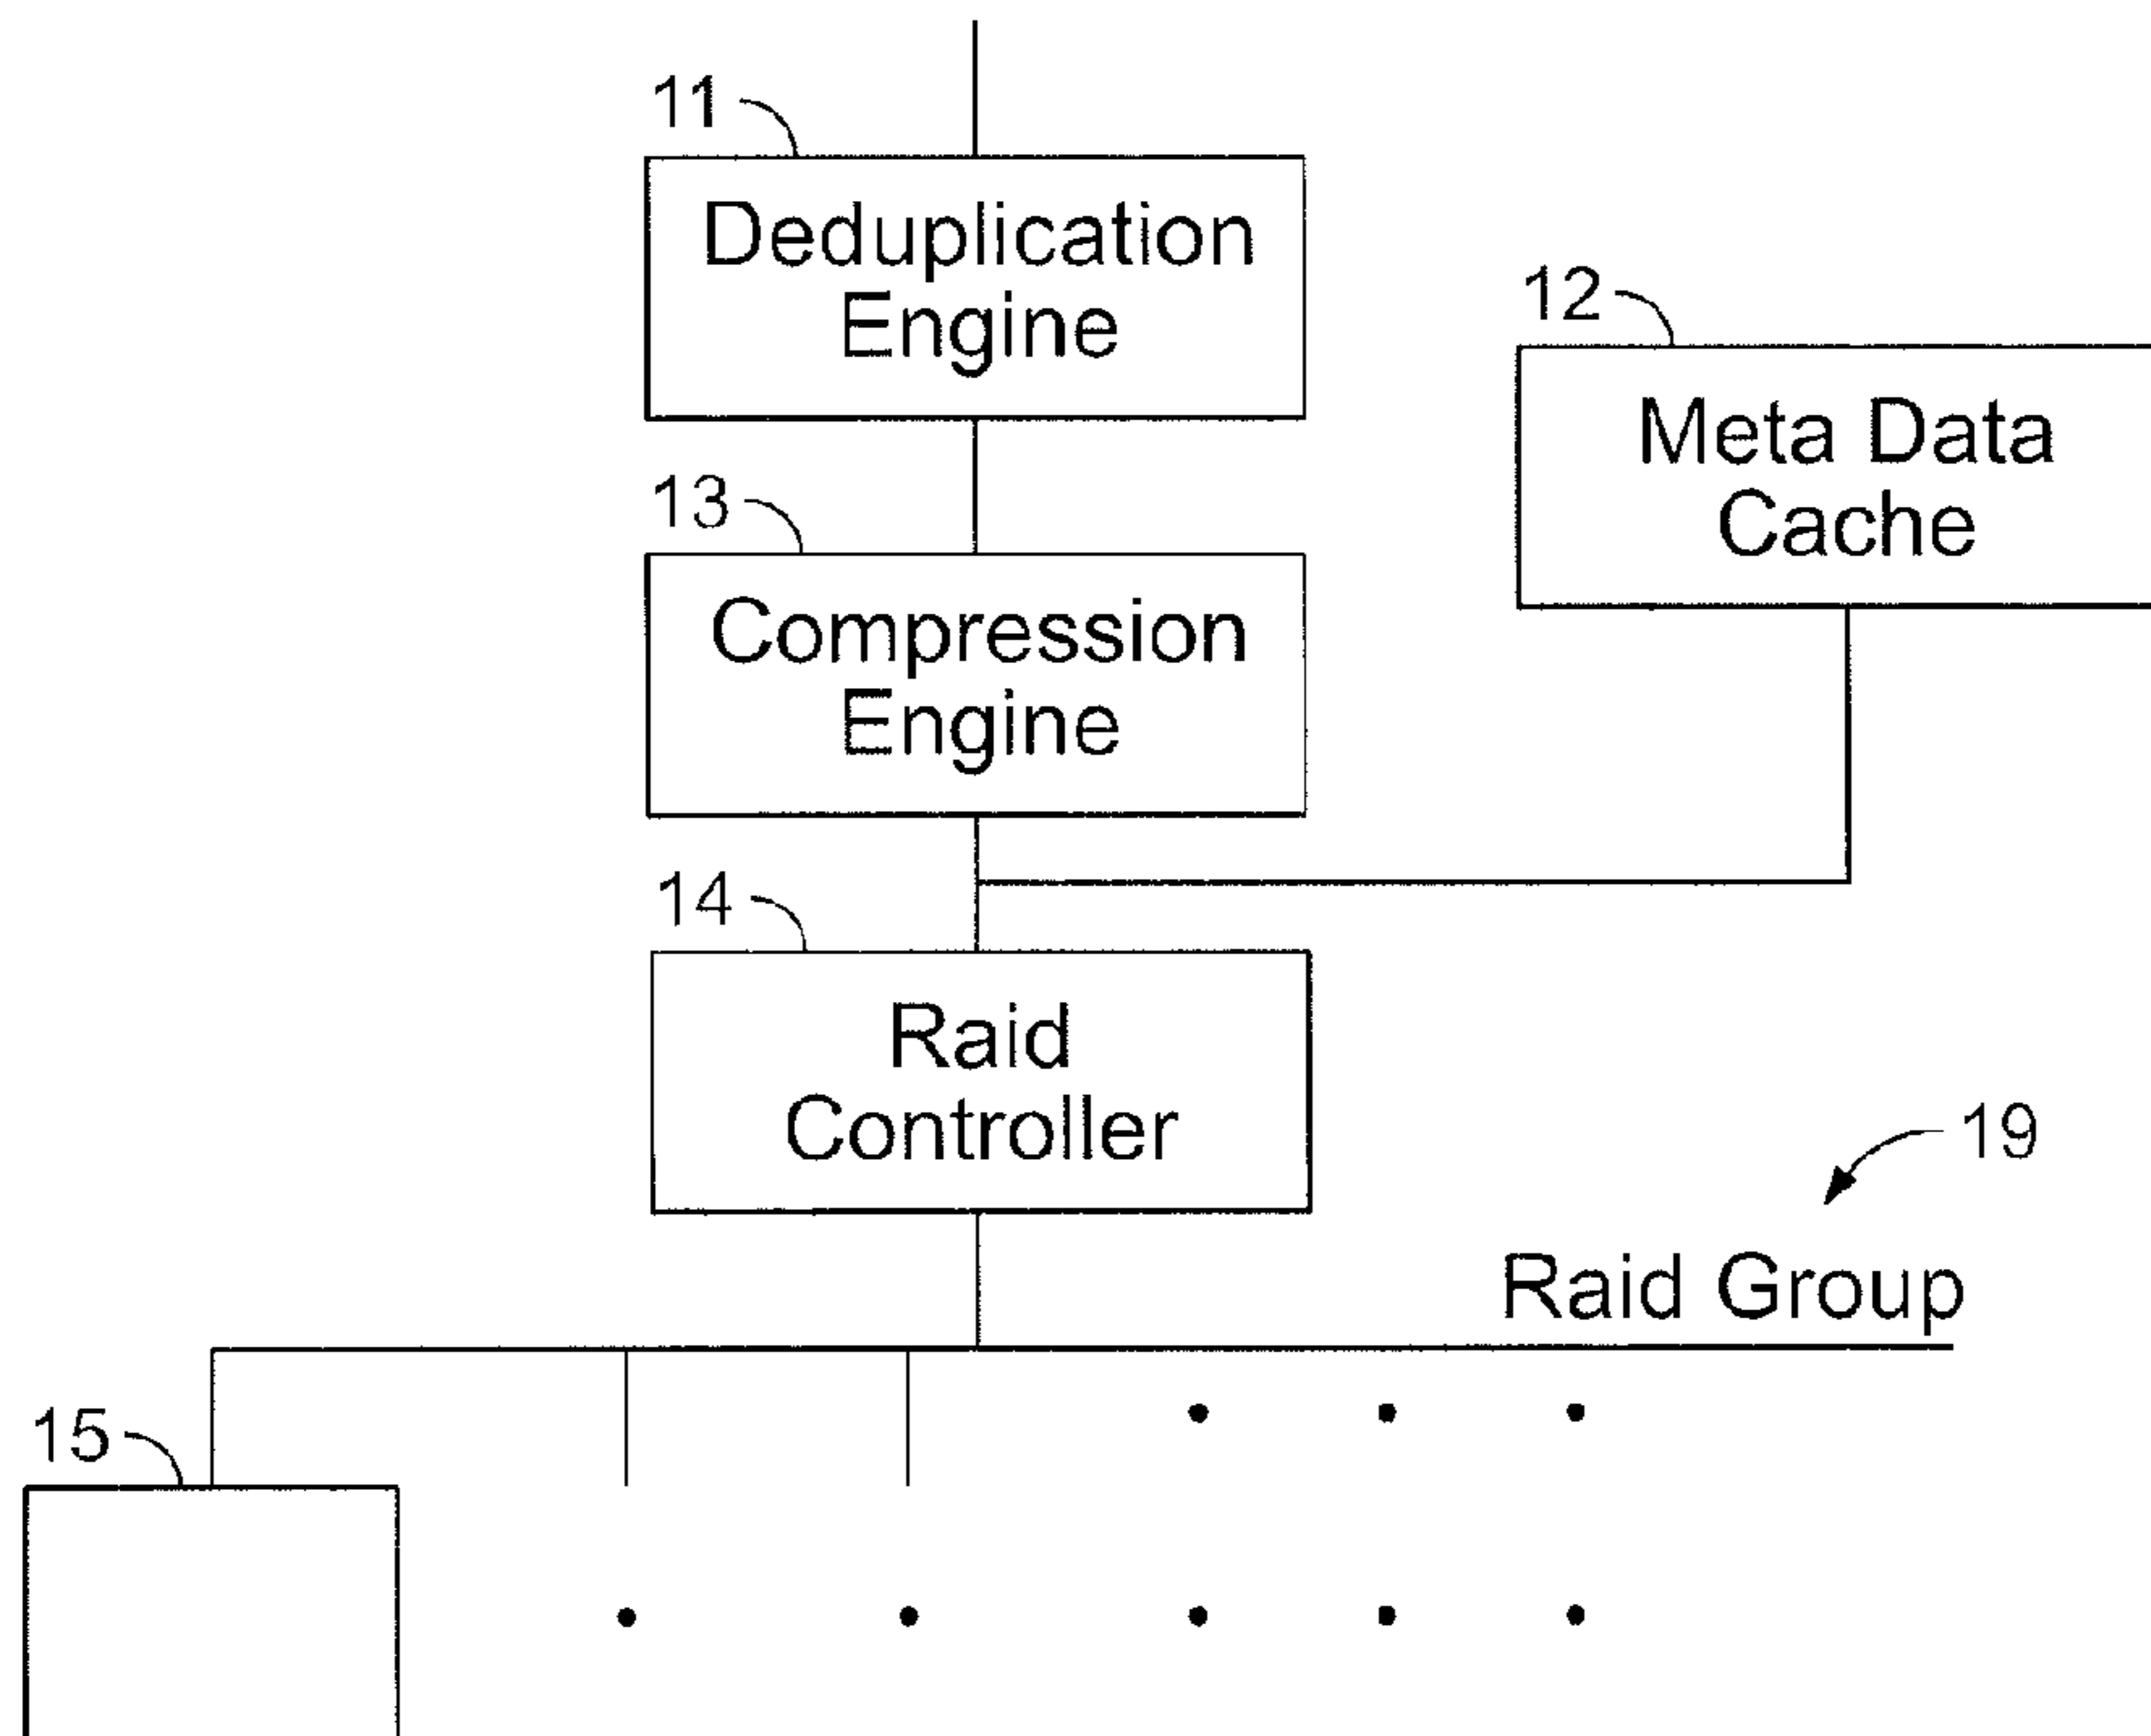 11
Deduplication
Engine
12
Meta Data
Cache
13
Compression
Engine
14
Raid
Controller
19
Raid Group
15